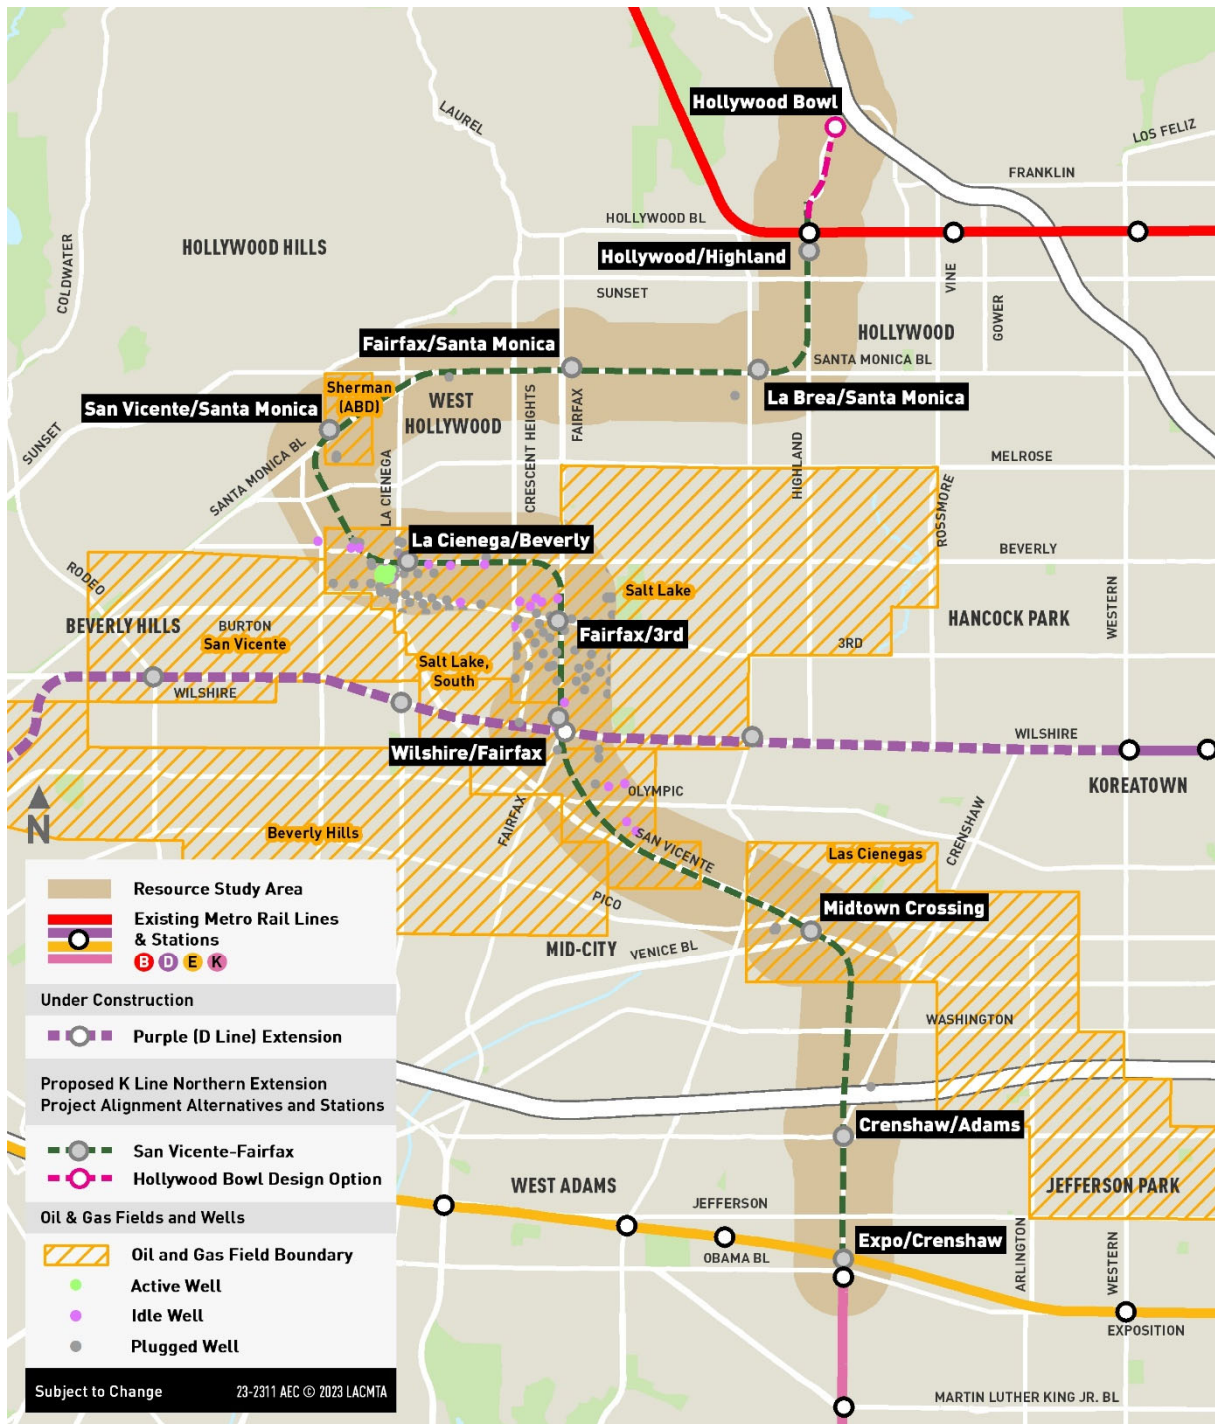 Hollywood Bowl
LAUREL
LOS FELIZ
FRANKLIN
HOLLYWOOD BL
COLDWATER
HOLLYWOOD HILLS
Hollywood/Highland
SUNSET
VINE
GOWER
HOLLYWOOD
Fairfax/Santa Monica
SANTA MONICA BL
Sherman
(ABD)
La Brea/Santa Monica
San Vicente/Santa Monica
WEST
HOLLYWOOD
CRESCENT HEIGHTS
FAIRFAX
SUNSET
SANTA MONICA BL
LA CIENEGA
HIGHLAND
MELROSE
ROSSMORE
La Cienega/Beverly
BEVERLY
RODEO
Salt Lake
WESTERN
BEVERLY HILLS
BURTON
San Vicente
Fairfax/3rd
HANCOCK PARK
3RD
Salt Lake,
South
WILSHIRE
WILSHIRE
Wilshire/Fairfax
KOREATOWN
OLYMPIC
N
FAIRFAX
CRENSHAW
Beverly Hills
SAN VICENTE
Las Cienegas
PICO
Midtown Crossing
MID-CITY
VENICE BL
WASHINGTON
Crenshaw/Adams
WEST ADAMS
JEFFERSON
JEFFERSON PARK
Expo/Crenshaw
OBAMA BL
ARLINGTON
WESTERN
EXPOSITION
MARTIN LUTHER KING JR. BL
Resource Study Area
Existing Metro Rail Lines
& Stations
B D E K
Under Construction
Purple (D Line) Extension
Proposed K Line Northern Extension
Project Alignment Alternatives and Stations
San Vicente-Fairfax
Hollywood Bowl Design Option
Oil & Gas Fields and Wells
Oil and Gas Field Boundary
Active Well
Idle Well
Plugged Well
Subject to Change 23-2311 AEC © 2023 LACMTA